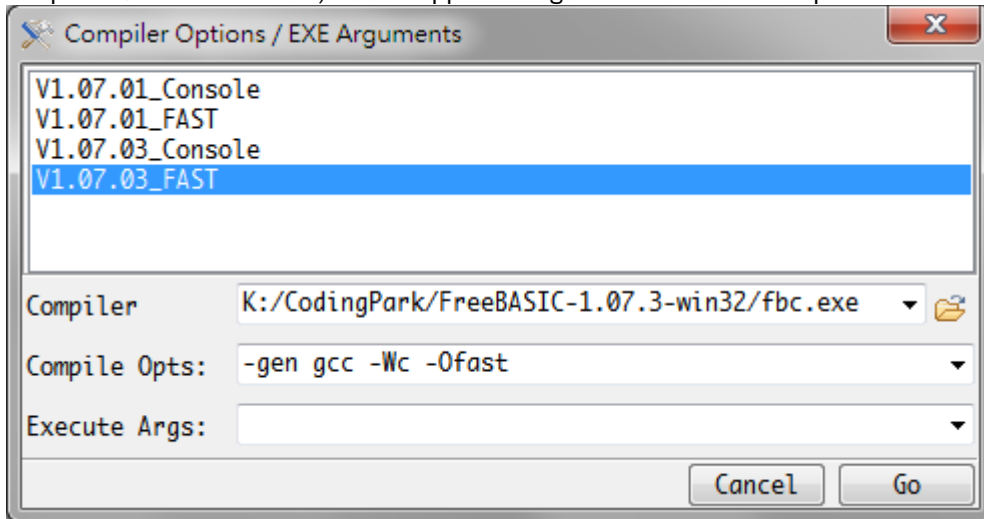 Compiler Options / EXE Arguments
V1.07.01_Console
V1.07.01_FAST
V1.07.03_Console
V1.07.03_FAST
Compiler K:/CodingPark/FreeBASIC-1.07.3-win32/fbc.exe
Compile Opts: -gen gcc -Wc -Ofast
Execute Args:
Cancel Go